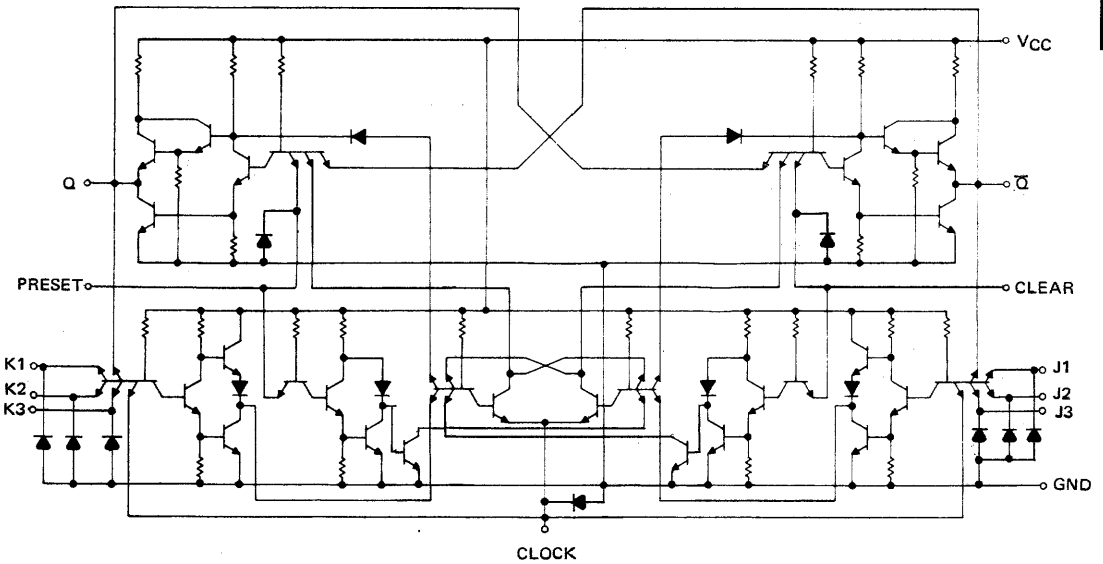 VCC
Q
Q̅
PRESET
CLEAR
K1
K2
K3
J1
J2
J3
GND
CLOCK